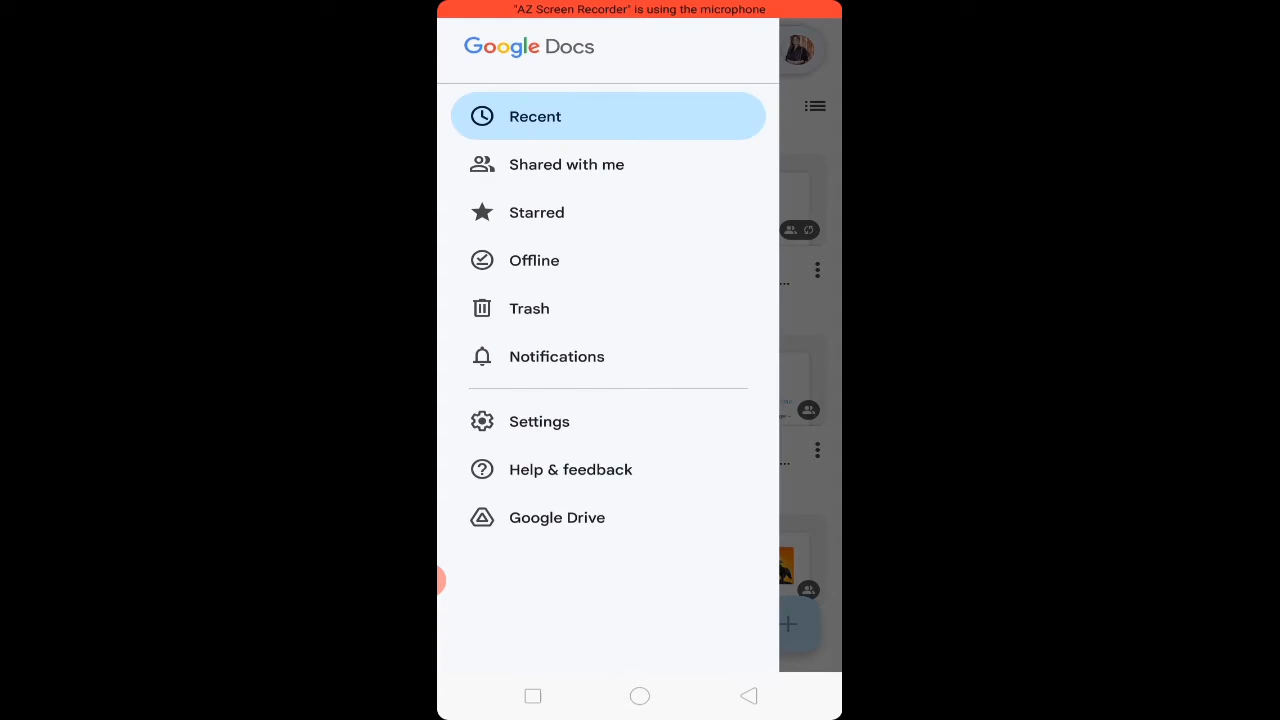 "AZ Screen Recorder" is using the microphone
Google Docs
Recent
Shared with me
Starred
Offline
Trash
Notifications
Settings
Help & feedback
Google Drive
...
...